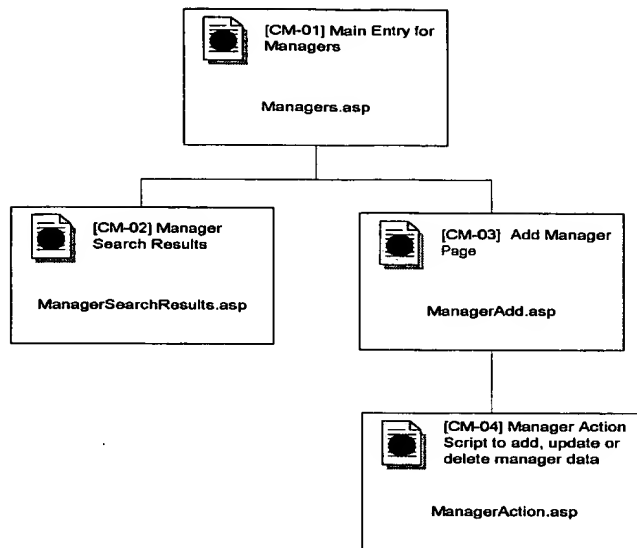 [CM-01] Main Entry for
Managers
Managers.asp
[CM-02] Manager
Search Results
ManagerSearchResults.asp
[CM-03] Add Manager
Page
ManagerAdd.asp
[CM-04] Manager Action
Script to add, update or
delete manager data
ManagerAction.asp